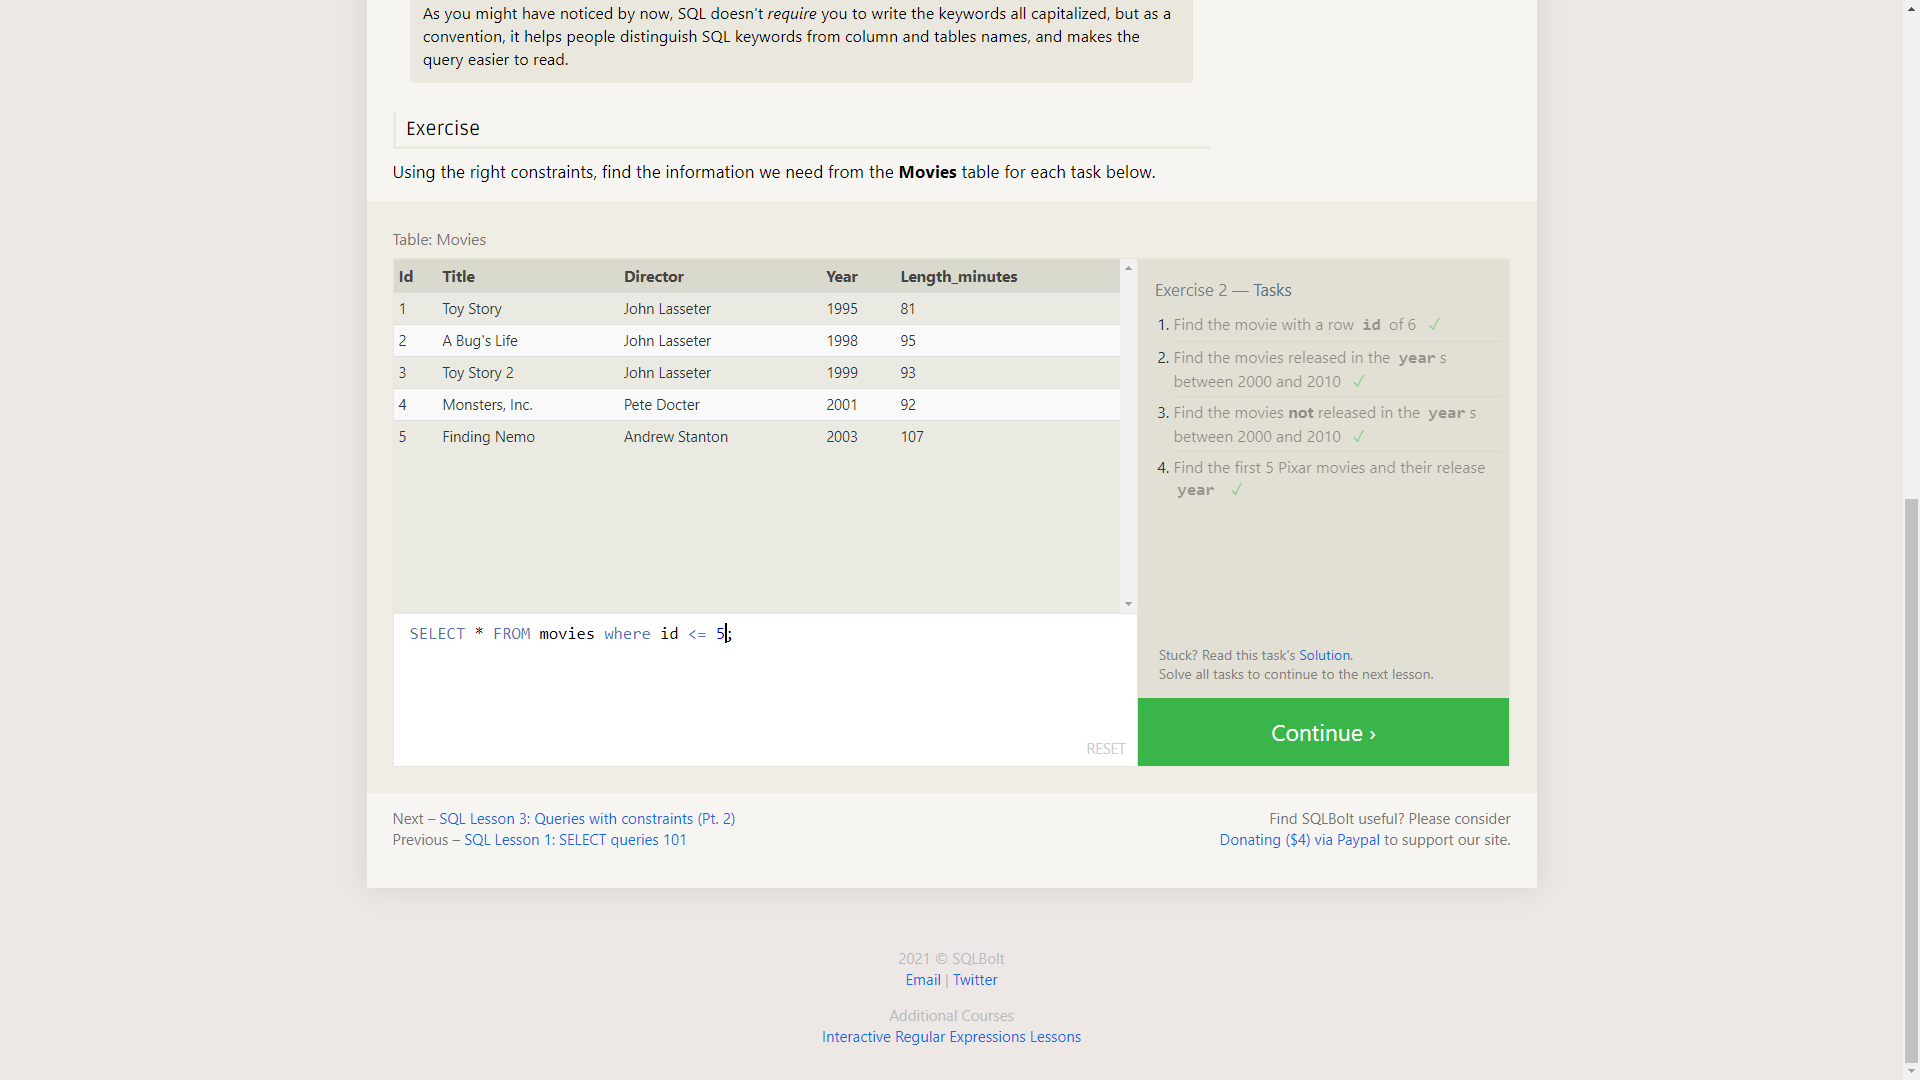 As you might have noticed by now, SQL doesn't require you to write the keywords all capitalized, but as a
convention, it helps people distinguish SQL keywords from column and tables names, and makes the
query easier to read.
Exercise
Using the right constraints, find the information we need from the Movies table for each task below.
Table: Movies
Id Title Director Year Length_minutes
1 Toy Story John Lasseter 1995 81
2 A Bug's Life John Lasseter 1998 95
3 Toy Story 2 John Lasseter 1999 93
4 Monsters, Inc. Pete Docter 2001 92
5 Finding Nemo Andrew Stanton 2003 107
SELECT * FROM movies where id <= 5;
RESET
Exercise 2 — Tasks
1. Find the movie with a row id of 6 ✓
2. Find the movies released in the year s
between 2000 and 2010 ✓
3. Find the movies not released in the year s
between 2000 and 2010 ✓
4. Find the first 5 Pixar movies and their release
year ✓
Stuck? Read this task's Solution.
Solve all tasks to continue to the next lesson.
Continue ›
Next – SQL Lesson 3: Queries with constraints (Pt. 2)
Previous – SQL Lesson 1: SELECT queries 101
Find SQLBolt useful? Please consider
Donating ($4) via Paypal to support our site.
2021 © SQLBolt
Email | Twitter
Additional Courses
Interactive Regular Expressions Lessons